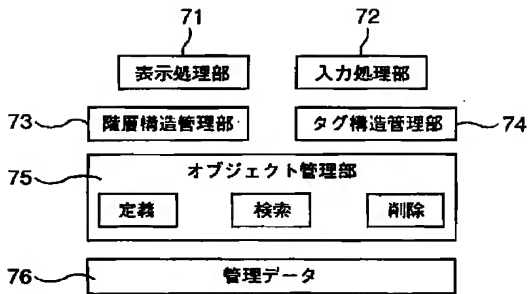 71 72
表示処理部 入力処理部
73 階層構造管理部 タグ構造管理部 74
75 オブジェクト管理部
定義 検索 削除
76 管理データ